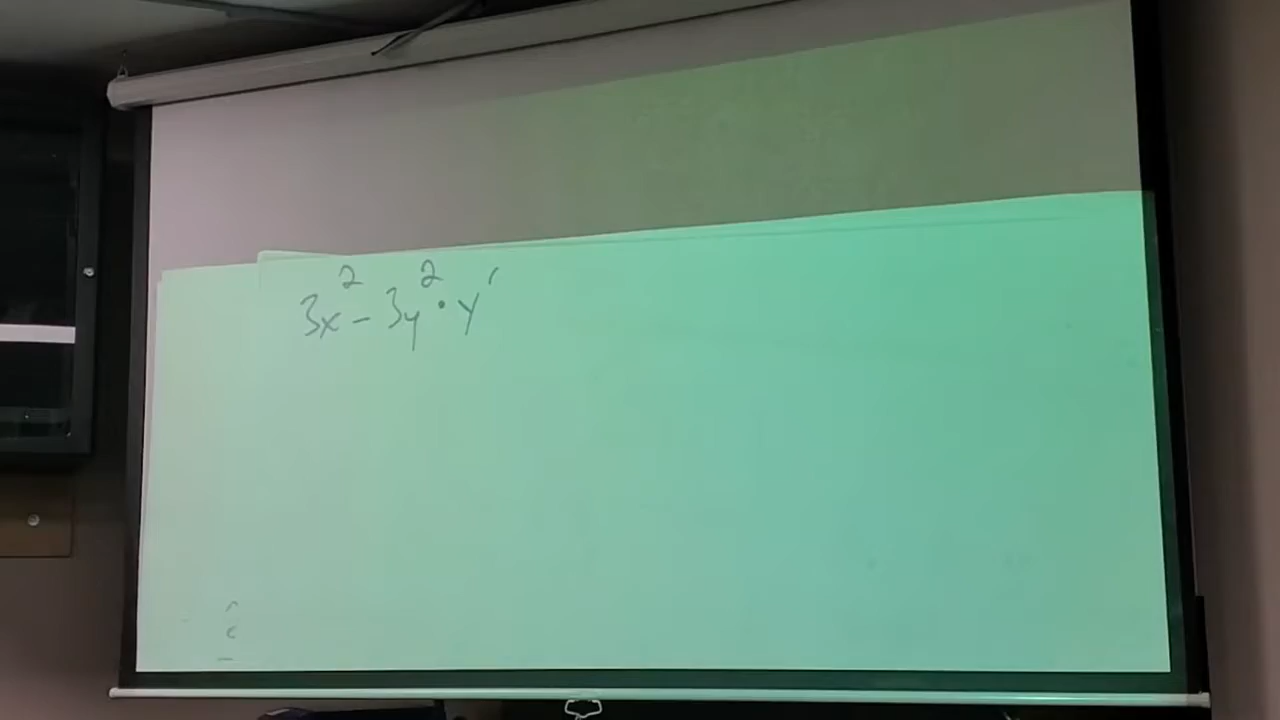 3x² - 3y² · y'